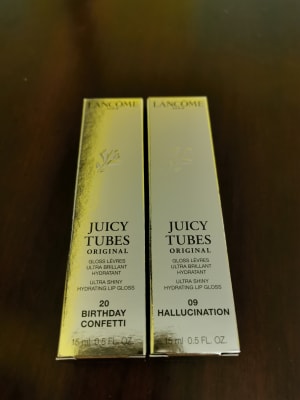 LANCÔME
PARIS
JUICY
TUBES
ORIGINAL
GLOSS LÈVRES
ULTRA BRILLANT
HYDRATANT
ULTRA SHINY
HYDRATING LIP GLOSS
20
BIRTHDAY
CONFETTI
15 ml 0.5 FL. OZ.
LANCÔME
PARIS
JUICY
TUBES
ORIGINAL
GLOSS LÈVRES
ULTRA BRILLANT
HYDRATANT
ULTRA SHINY
HYDRATING LIP GLOSS
09
HALLUCINATION
15 ml 0.5 FL. OZ.